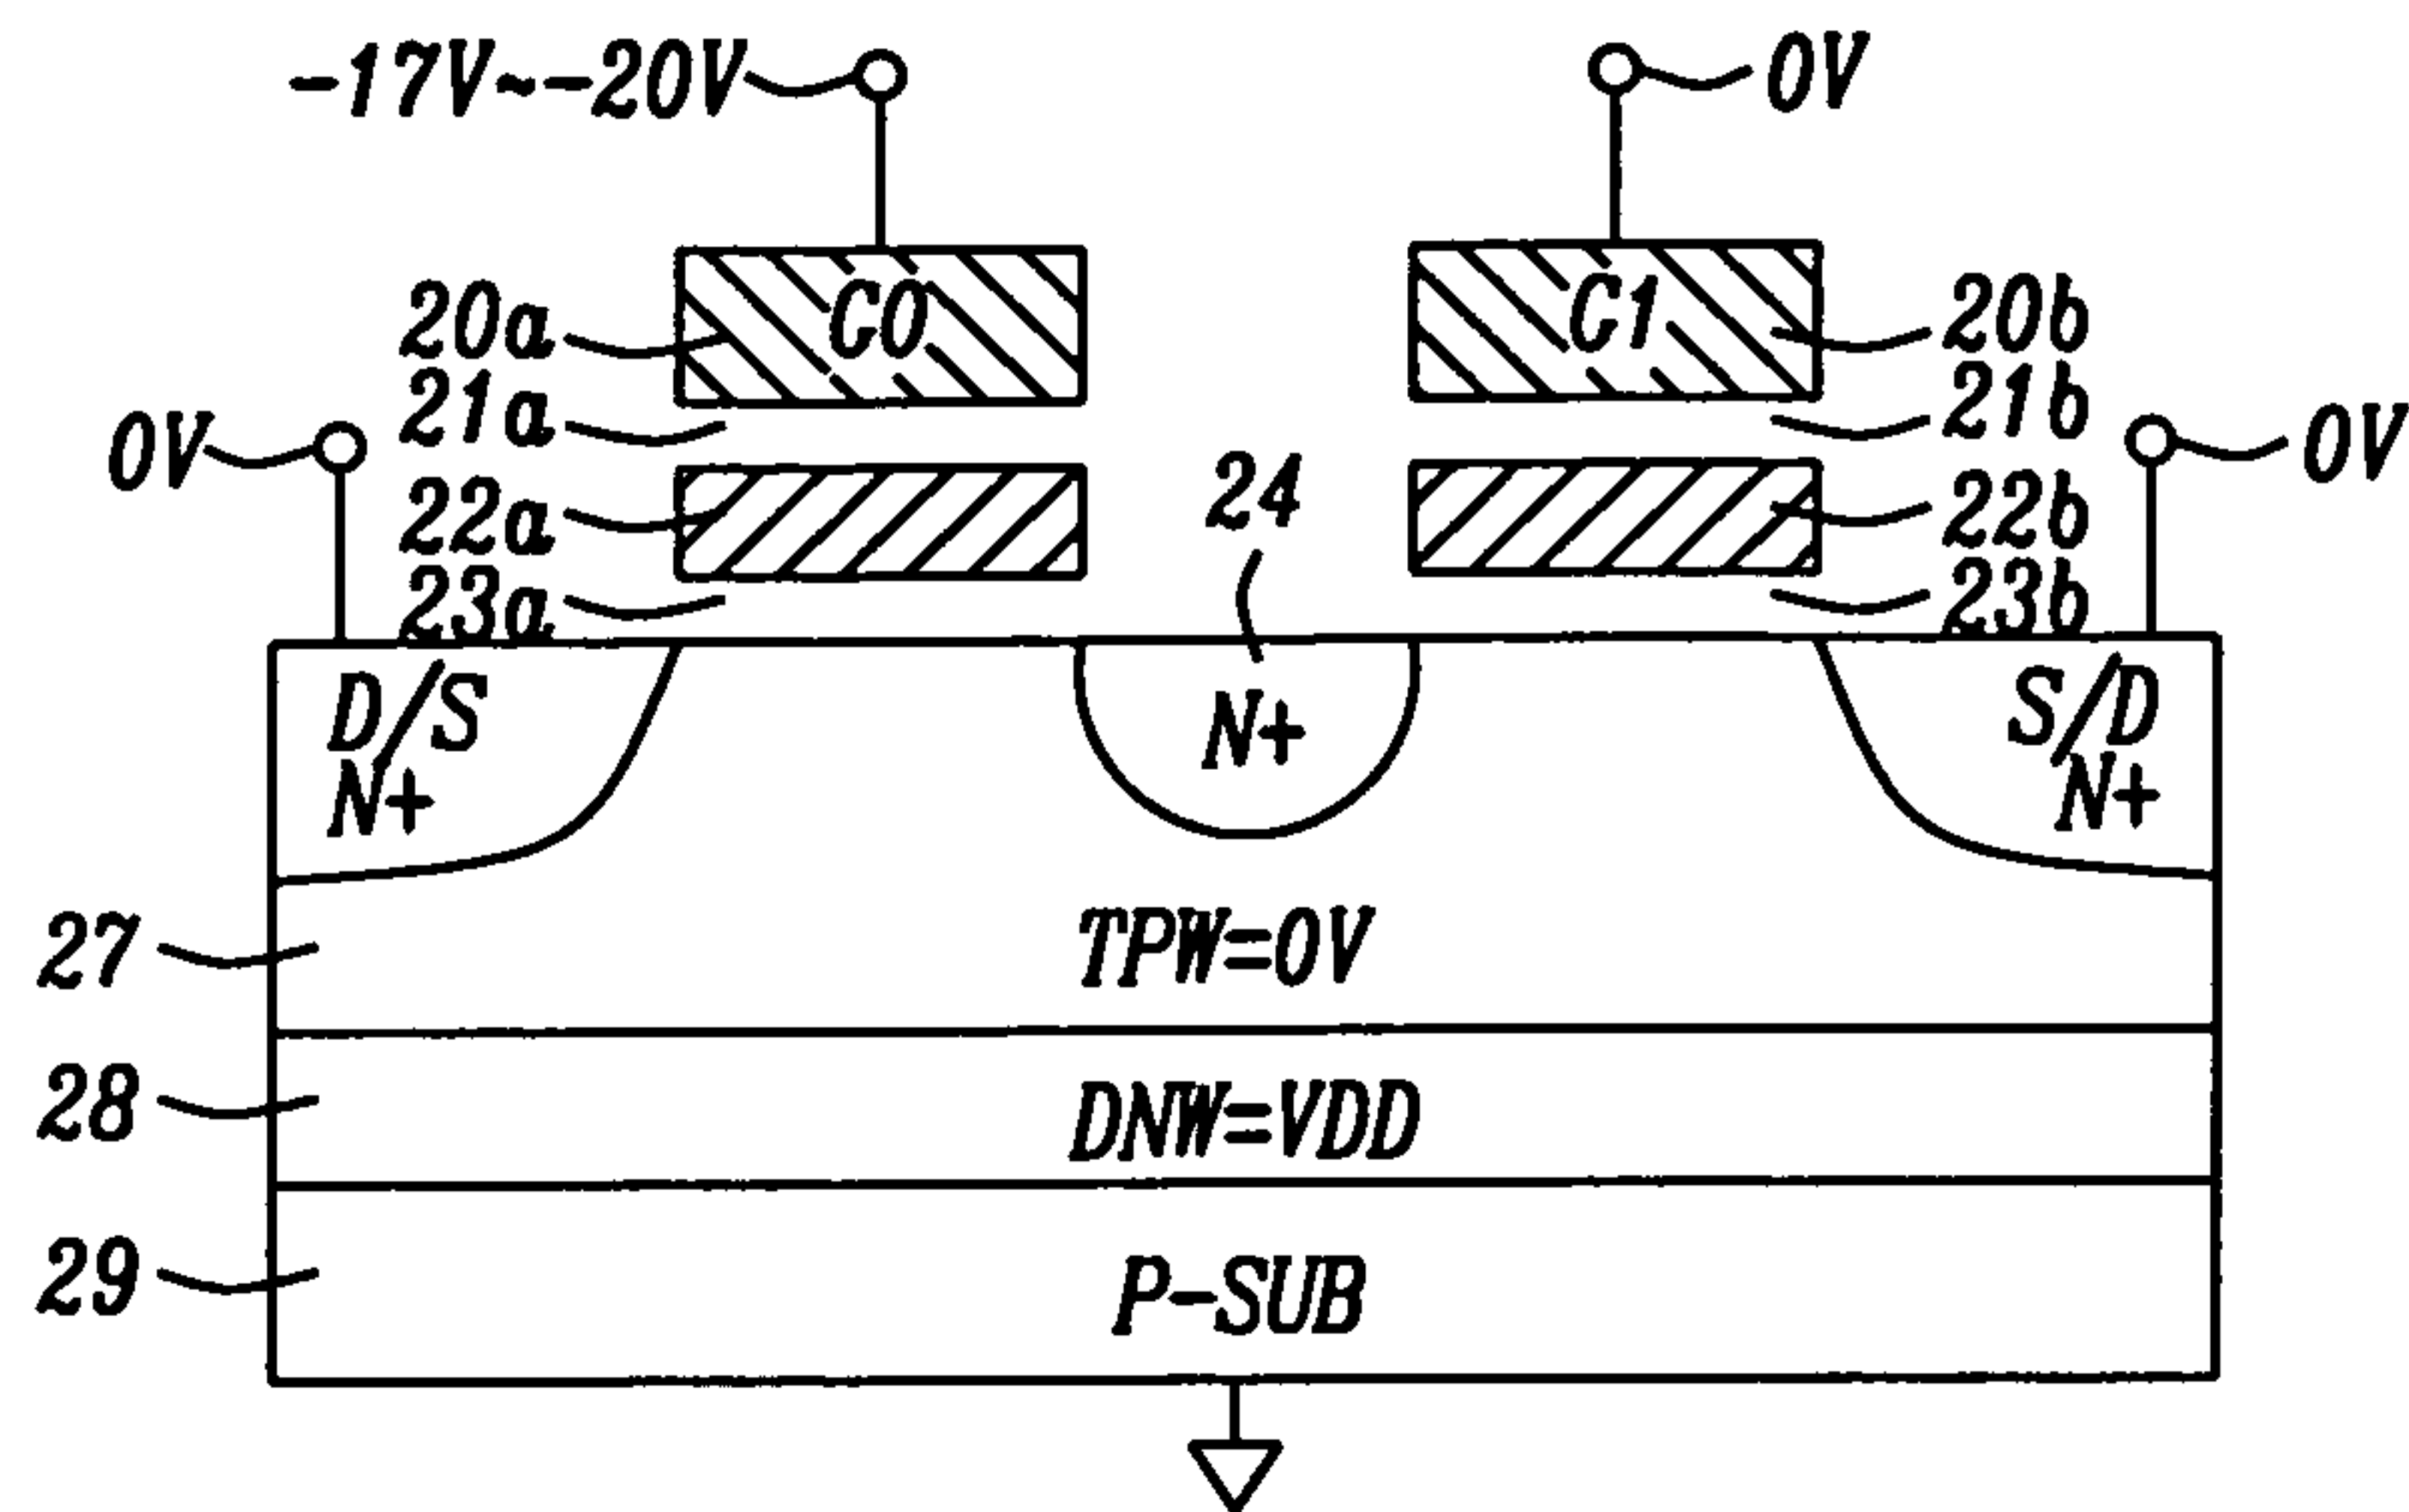 -17V~-20V
0V
C0
C1
20a
20b
21a
21b
0V
0V
22a
24
22b
23a
23b
D/S
N+
N+
S/D
N+
27
TPW=0V
28
DNW=VDD
29
P-SUB